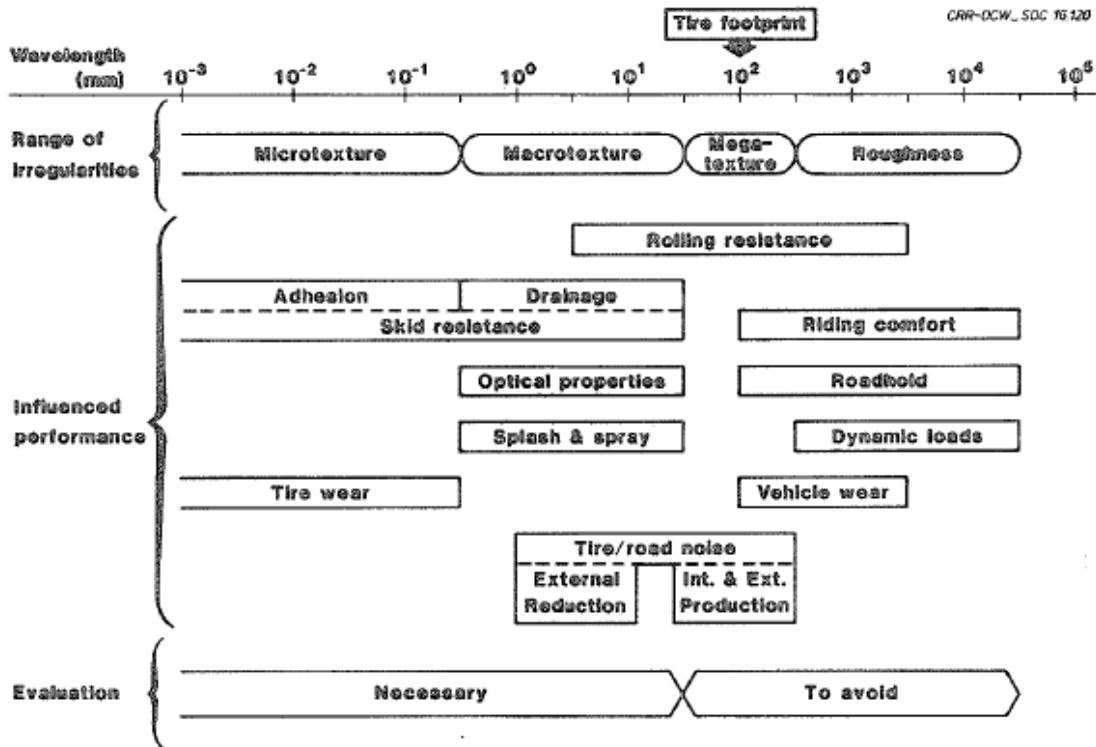 CRR-OCW_SDC 16.120
Tire footprint
Wavelength
(mm)
10⁻³ 10⁻² 10⁻¹ 10⁰ 10¹ 10² 10³ 10⁴ 10⁵
Range of
irregularities
Microtexture
Macrotexture
Mega-
texture
Roughness
Influenced
performance
Rolling resistance
Adhesion
Drainage
Skid resistance
Riding comfort
Optical properties
Roadhold
Splash & spray
Dynamic loads
Tire wear
Vehicle wear
Tire/road noise
External
Reduction
Int. & Ext.
Production
Evaluation
Necessary
To avoid